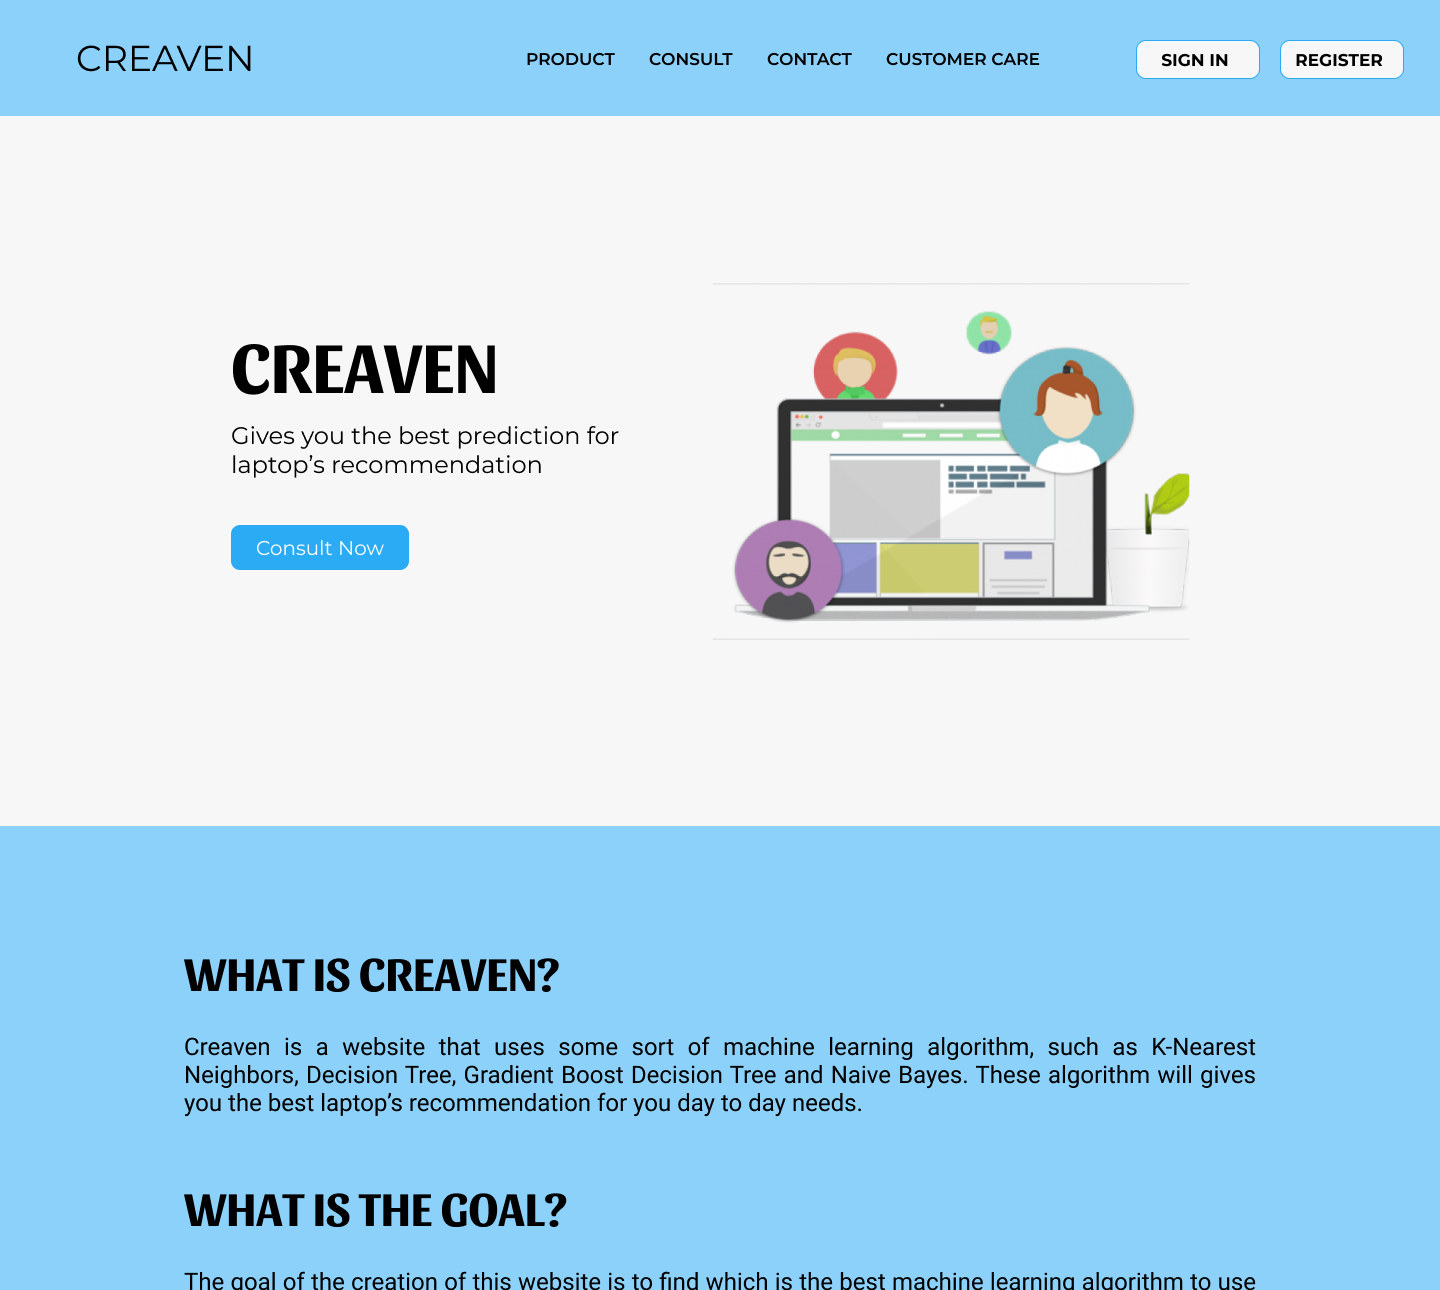 CREAVEN
PRODUCT CONSULT CONTACT CUSTOMER CARE
SIGN IN REGISTER
CREAVEN
Gives you the best prediction for
laptop’s recommendation
Consult Now
WHAT IS CREAVEN?
Creaven is a website that uses some sort of machine learning algorithm, such as K-Nearest
Neighbors, Decision Tree, Gradient Boost Decision Tree and Naive Bayes. These algorithm will gives
you the best laptop’s recommendation for you day to day needs.
WHAT IS THE GOAL?
The goal of the creation of this website is to find which is the best machine learning algorithm to use